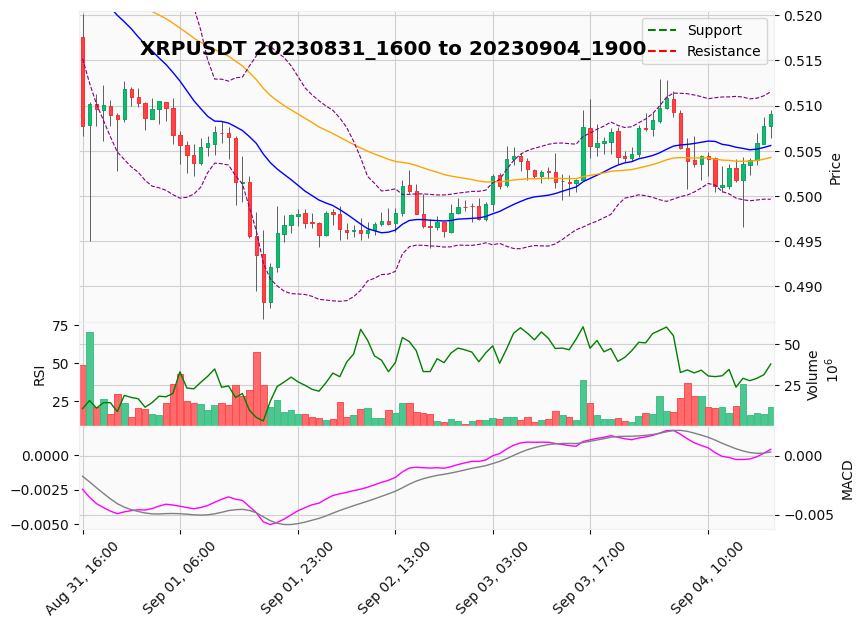 XRPUSDT 20230831_1600 to 20230904_1900
Support
Resistance
0.520
0.515
0.510
0.505
0.500
0.495
0.490
Price
75
50
25
RSI
50
25
Volume
10^6
0.0000
−0.0025
−0.0050
0.000
−0.005
MACD
Aug 31, 16:00
Sep 01, 06:00
Sep 01, 23:00
Sep 02, 13:00
Sep 03, 03:00
Sep 03, 17:00
Sep 04, 10:00